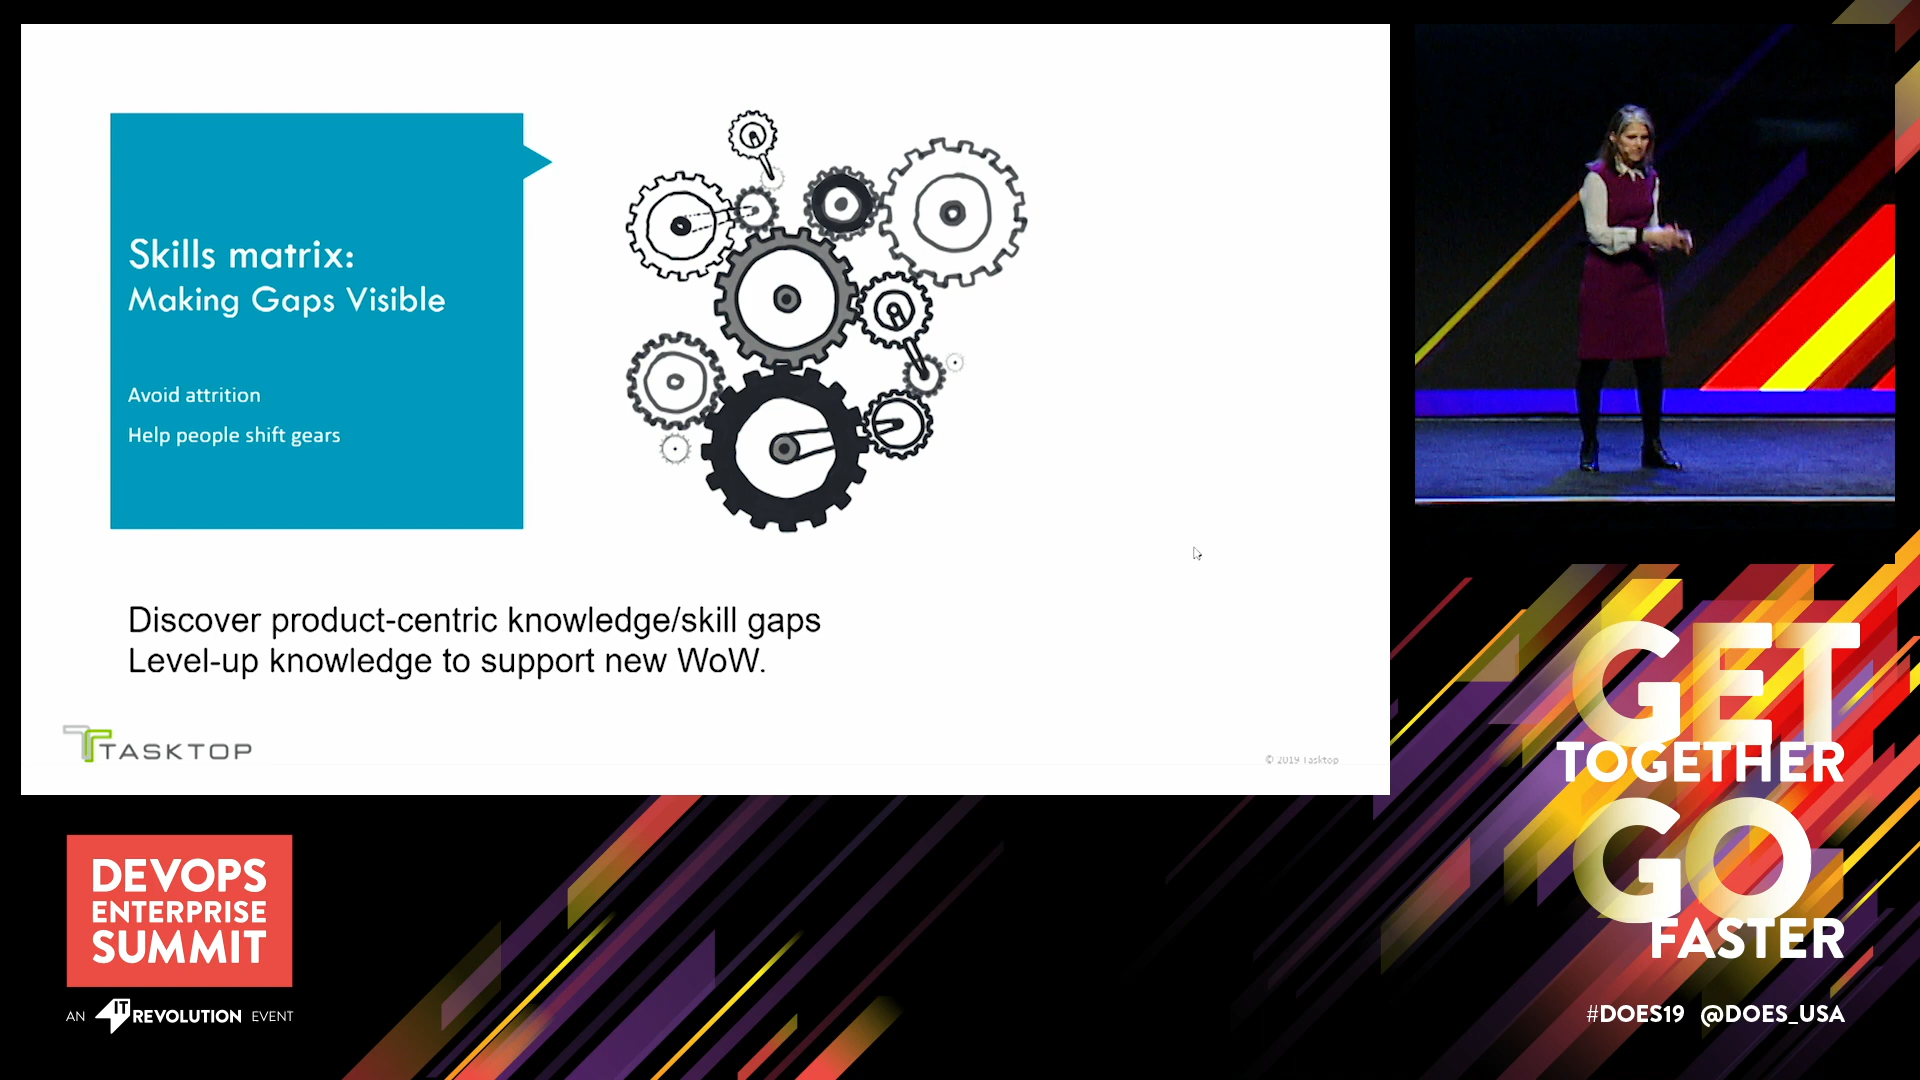 Skills matrix:
Making Gaps Visible
Avoid attrition
Help people shift gears
Discover product-centric knowledge/skill gaps
Level-up knowledge to support new WoW.
TASKTOP
© 2019 Tasktop
DEVOPS
ENTERPRISE
SUMMIT
AN IT REVOLUTION EVENT
GET
TOGETHER
GO
FASTER
#DOES19 @DOES_USA